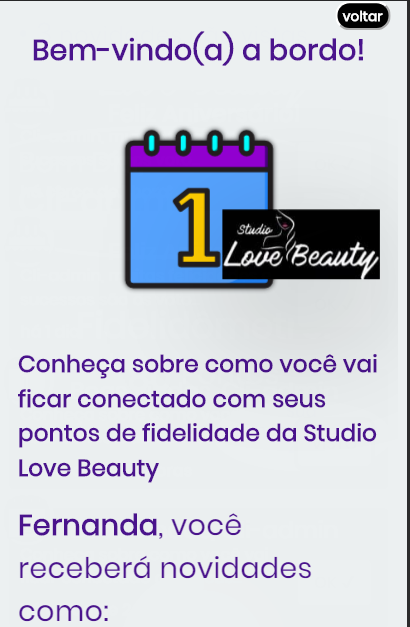 voltar
Bem-vindo(a) a bordo!
1
Studio
Love Beauty
Conheça sobre como você vai
ficar conectado com seus
pontos de fidelidade da Studio
Love Beauty
Fernanda, você
receberá novidades
como: